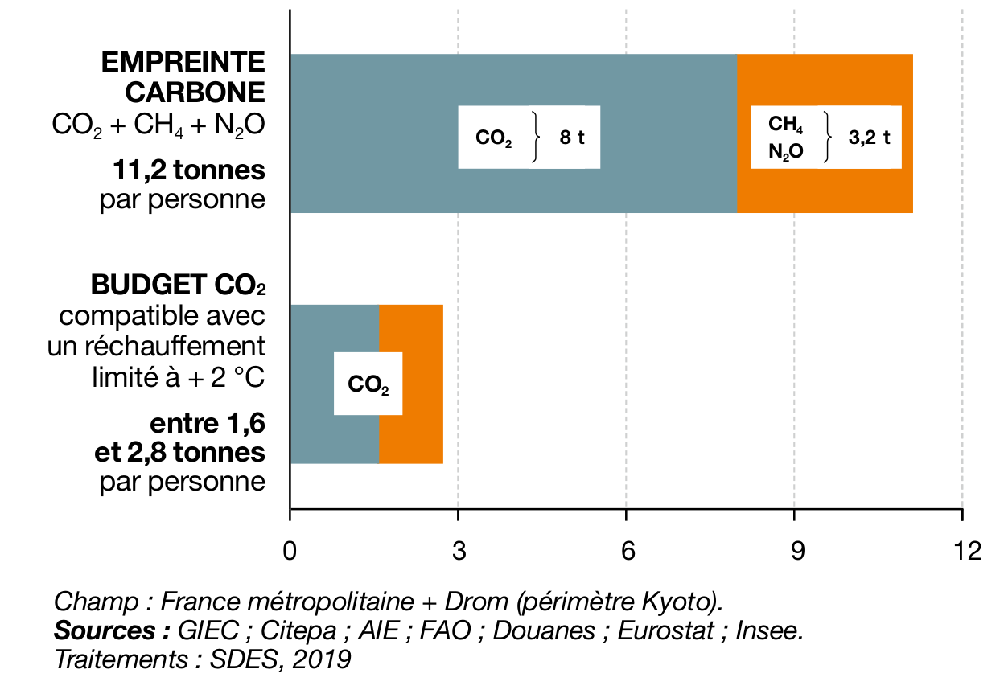 EMPREINTE
CARBONE
CO₂ + CH₄ + N₂O
11,2 tonnes
par personne
CO₂ } 8 t
CH₄
N₂O } 3,2 t
BUDGET CO₂
compatible avec
un réchauffement
limité à + 2 °C
entre 1,6
et 2,8 tonnes
par personne
CO₂
0 3 6 9 12
Champ : France métropolitaine + Drom (périmètre Kyoto).
Sources : GIEC ; Citepa ; AIE ; FAO ; Douanes ; Eurostat ; Insee.
Traitements : SDES, 2019